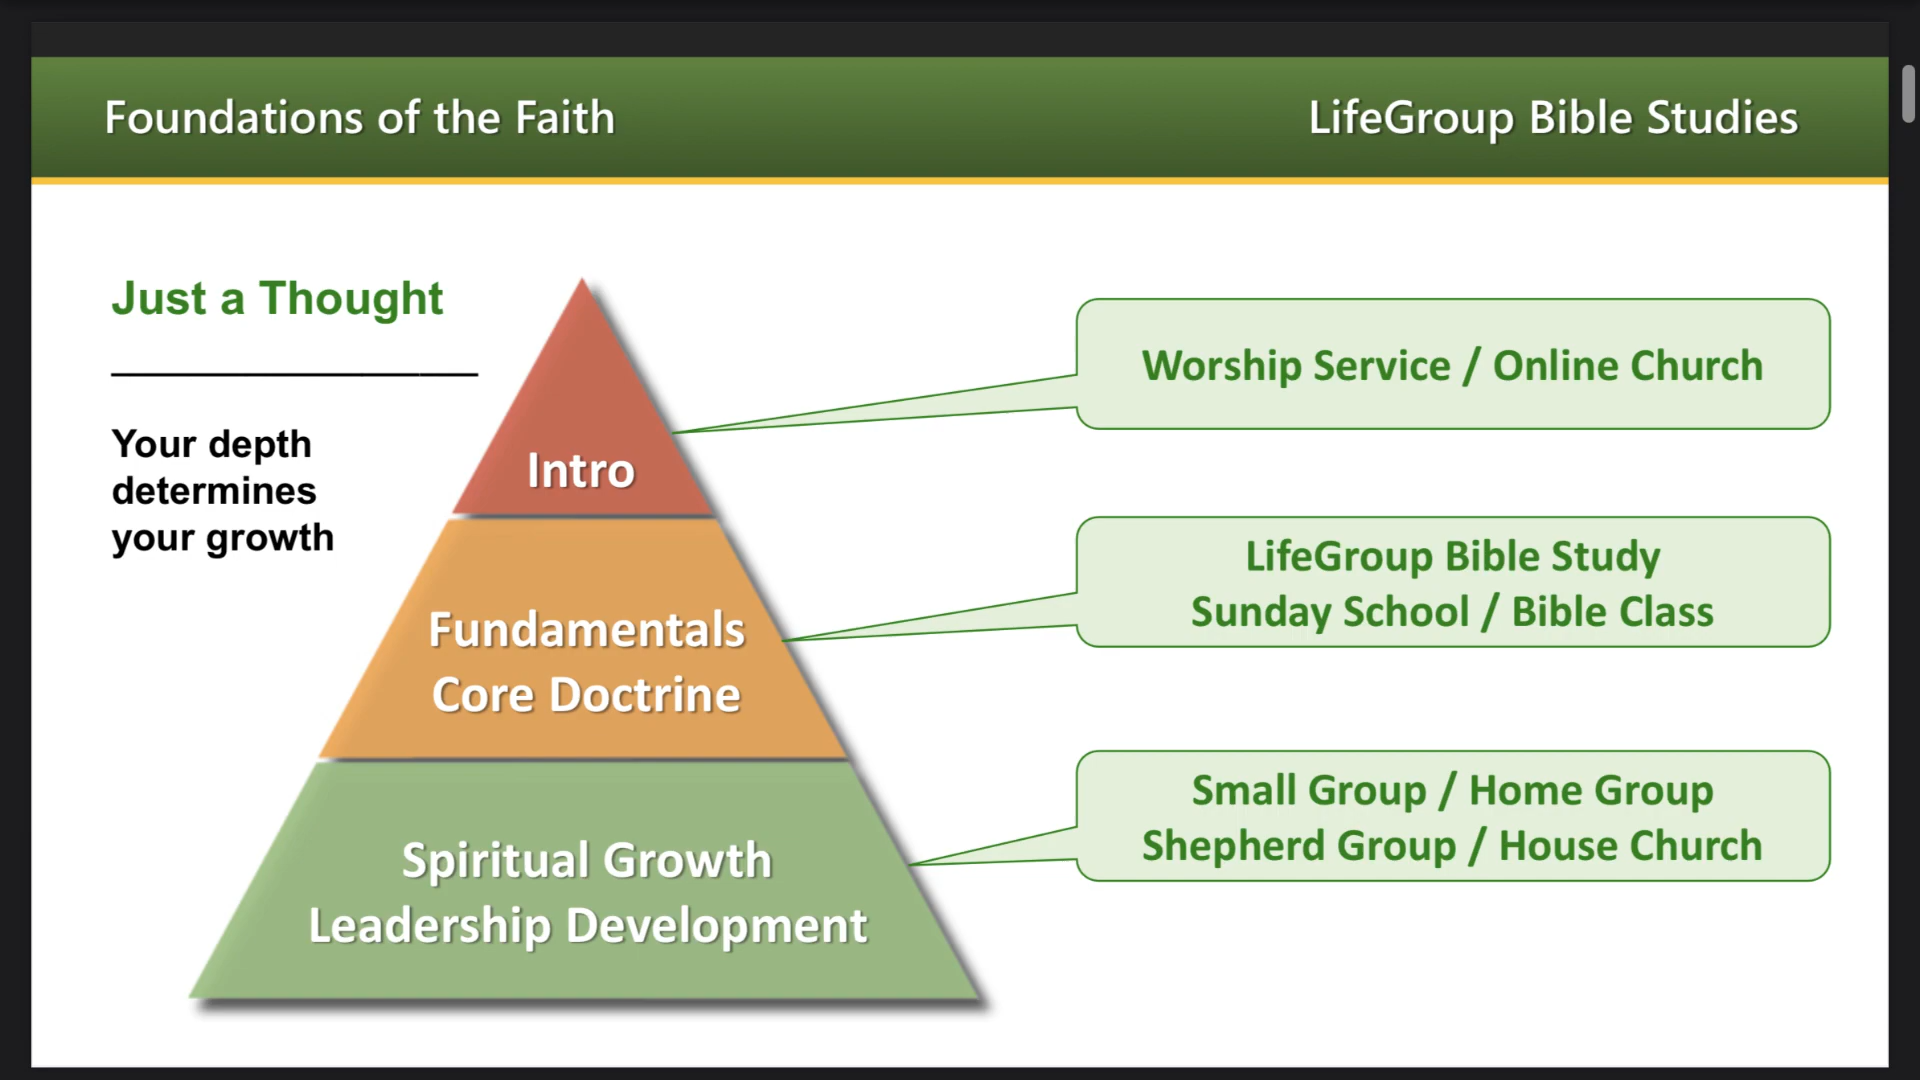 Foundations of the Faith
LifeGroup Bible Studies
Just a Thought
Your depth
determines
your growth
Intro
Fundamentals
Core Doctrine
Spiritual Growth
Leadership Development
Worship Service / Online Church
LifeGroup Bible Study
Sunday School / Bible Class
Small Group / Home Group
Shepherd Group / House Church